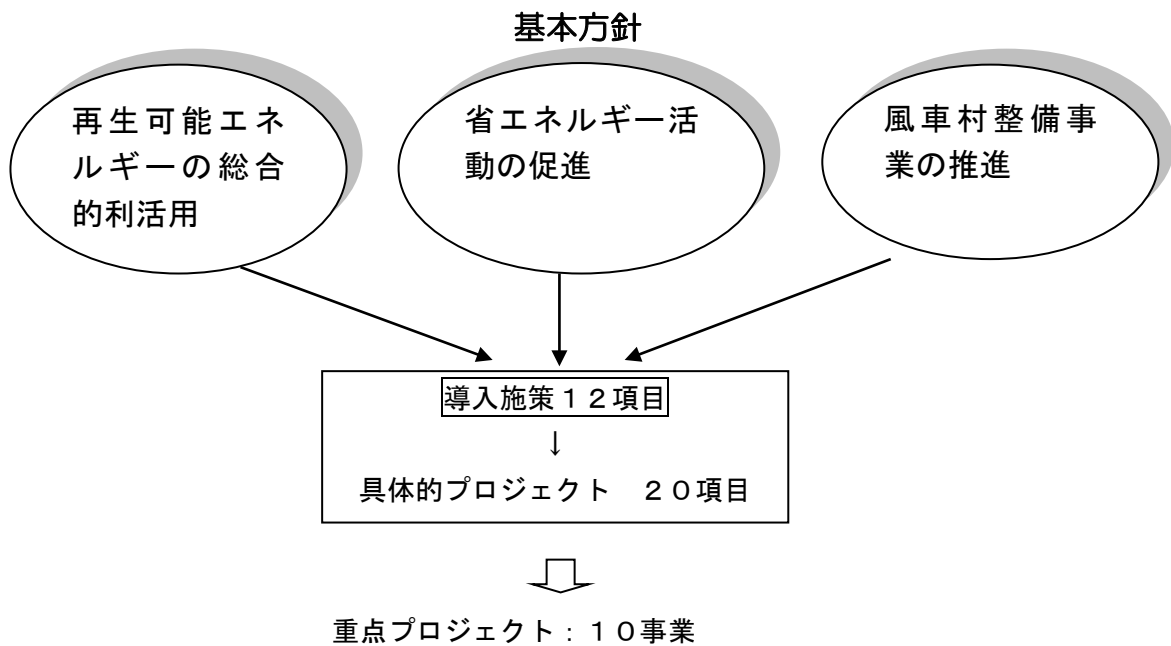 基本方針
再生可能エネ
ルギーの総合
的利活用
省エネルギー活
動の促進
風車村整備事
業の推進
導入施策１２項目
↓
具体的プロジェクト　２０項目
重点プロジェクト：１０事業